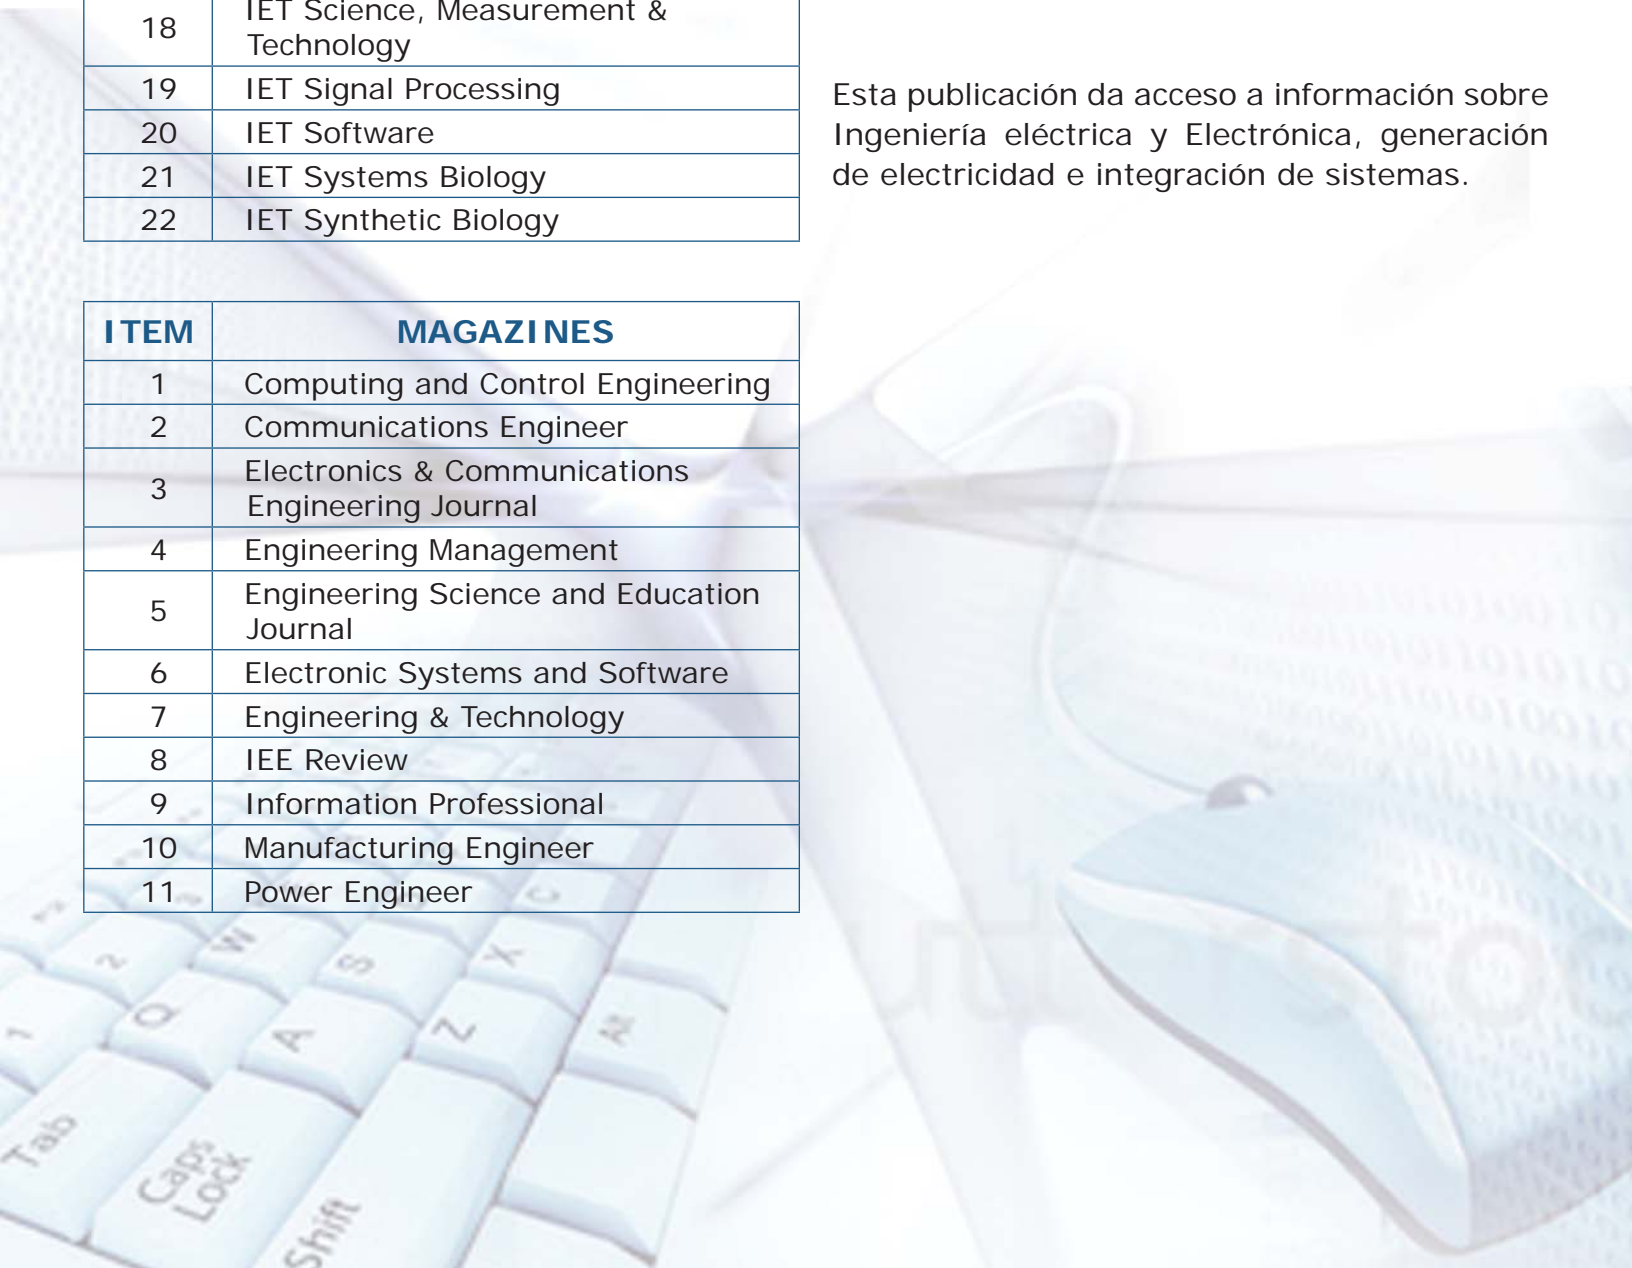 18 IET Science, Measurement &
Technology
19 IET Signal Processing
20 IET Software
21 IET Systems Biology
22 IET Synthetic Biology
ITEM MAGAZINES
1 Computing and Control Engineering
2 Communications Engineer
3 Electronics & Communications
Engineering Journal
4 Engineering Management
5 Engineering Science and Education
Journal
6 Electronic Systems and Software
7 Engineering & Technology
8 IEE Review
9 Information Professional
10 Manufacturing Engineer
11 Power Engineer
Esta publicación da acceso a información sobre
Ingeniería eléctrica y Electrónica, generación
de electricidad e integración de sistemas.
2 W S X C
1 Q A Z Alt
Tab
Caps
Lock
Shift